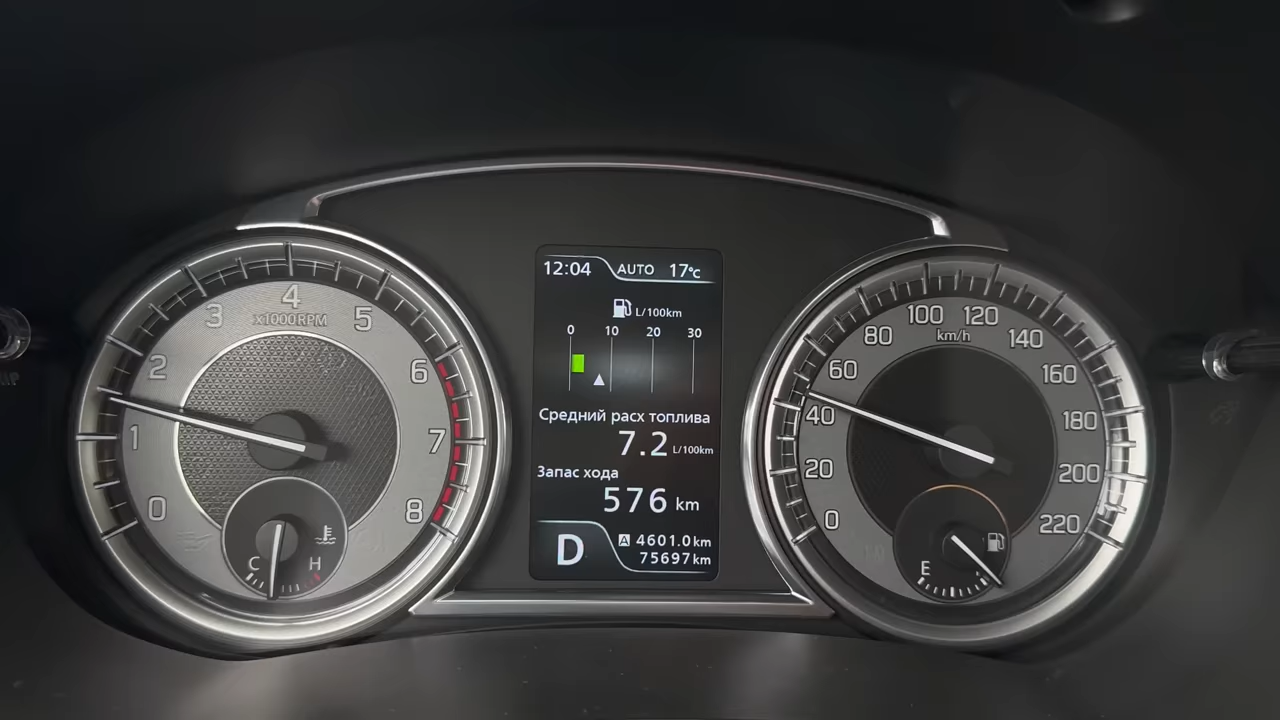 0
1
2
3
4
5
6
7
8
x1000RPM
C
H
12:04 AUTO 17°C
L/100km
0 10 20 30
Средний расх топлива
7.2 L/100km
Запас хода
576 km
D
A 4601.0 km
75697 km
0
20
40
60
80
100
120
140
160
180
200
220
km/h
E